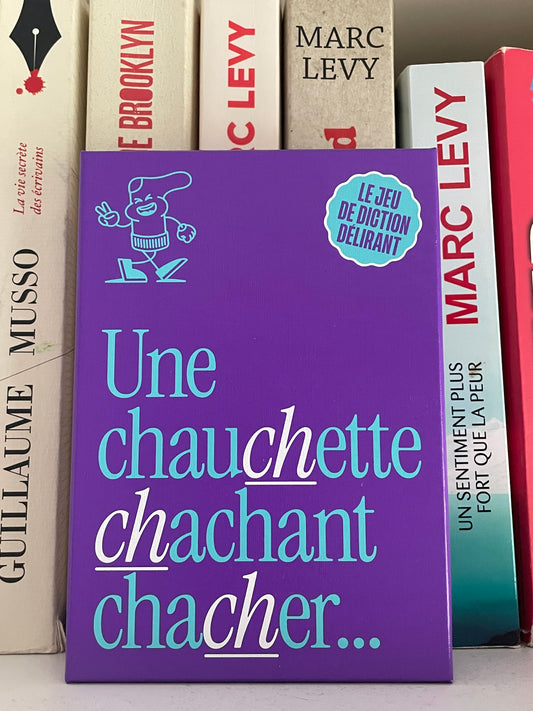 La vie secrète
des écrivains
GUILLAUME MUSSO
DE BROOKLYN
MARC LEVY
MARC
LEVY
MARC LEVY
UN SENTIMENT PLUS
FORT QUE LA PEUR
LE JEU
DE DICTION
DÉLIRANT
Une
chauchette
chachant
chacher...